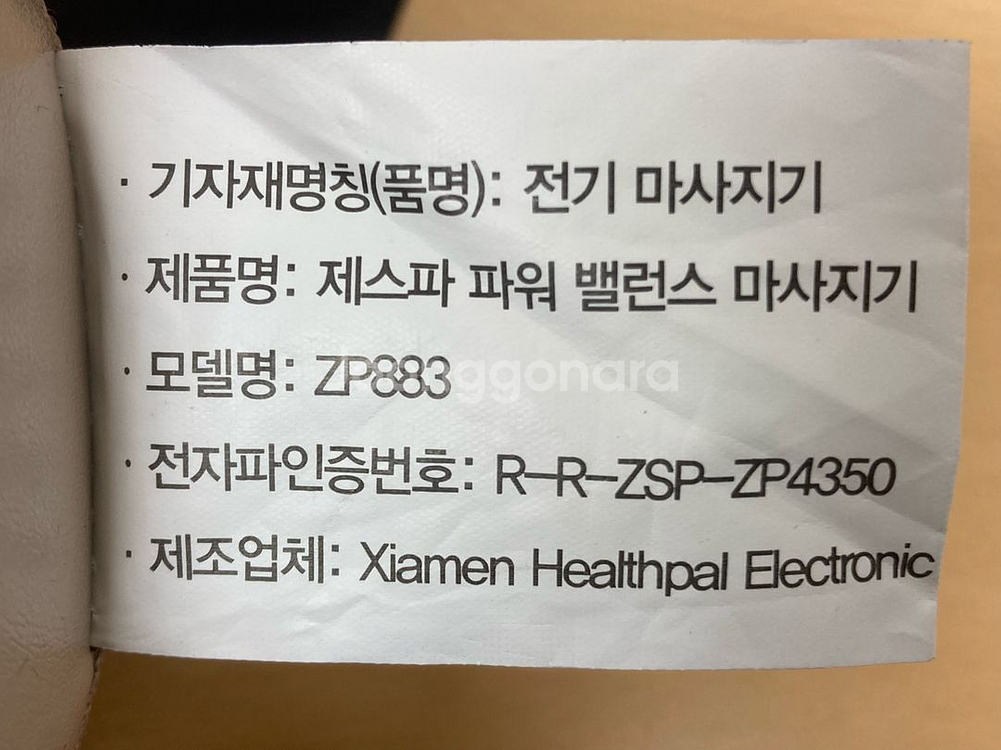 · 기자재명칭(품명): 전기 마사지기
· 제품명: 제스파 파워 밸런스 마사지기
· 모델명: ZP883
· 전자파인증번호: R-R-ZSP-ZP4350
· 제조업체: Xiamen Healthpal Electronic